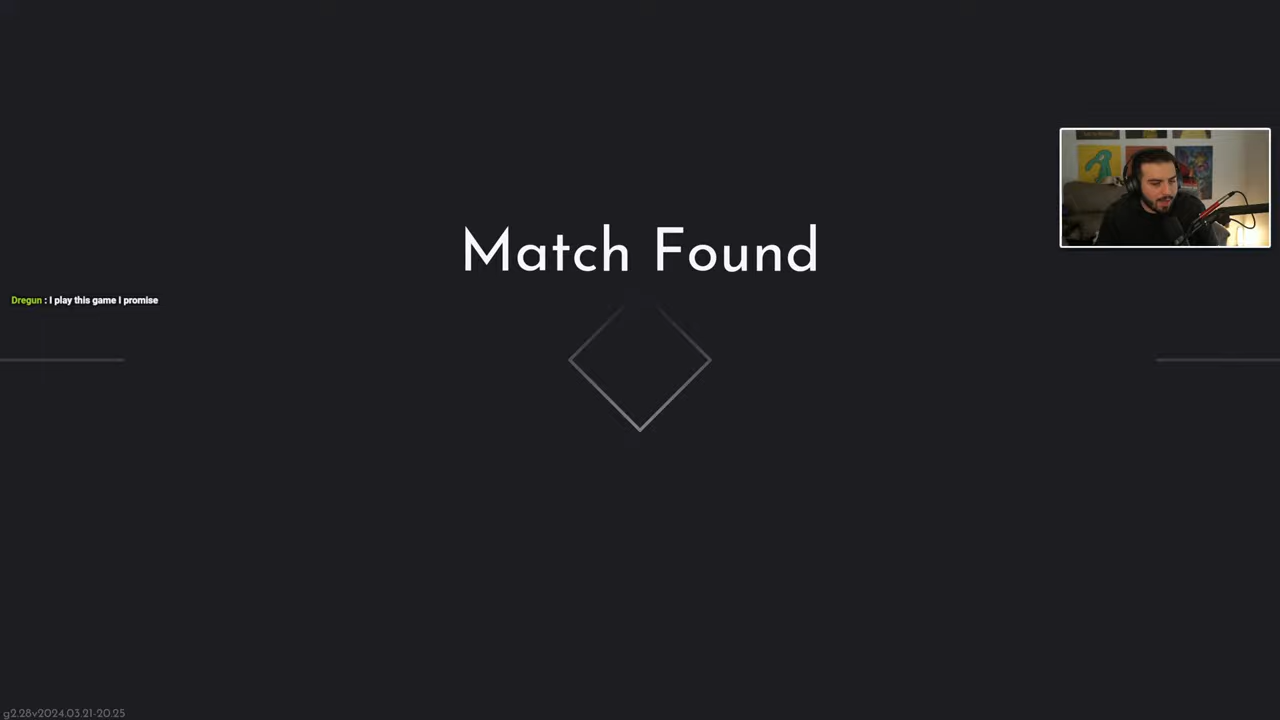 Match Found
Dregun : I play this game I promise
g2.28v2024.03.21-20.25